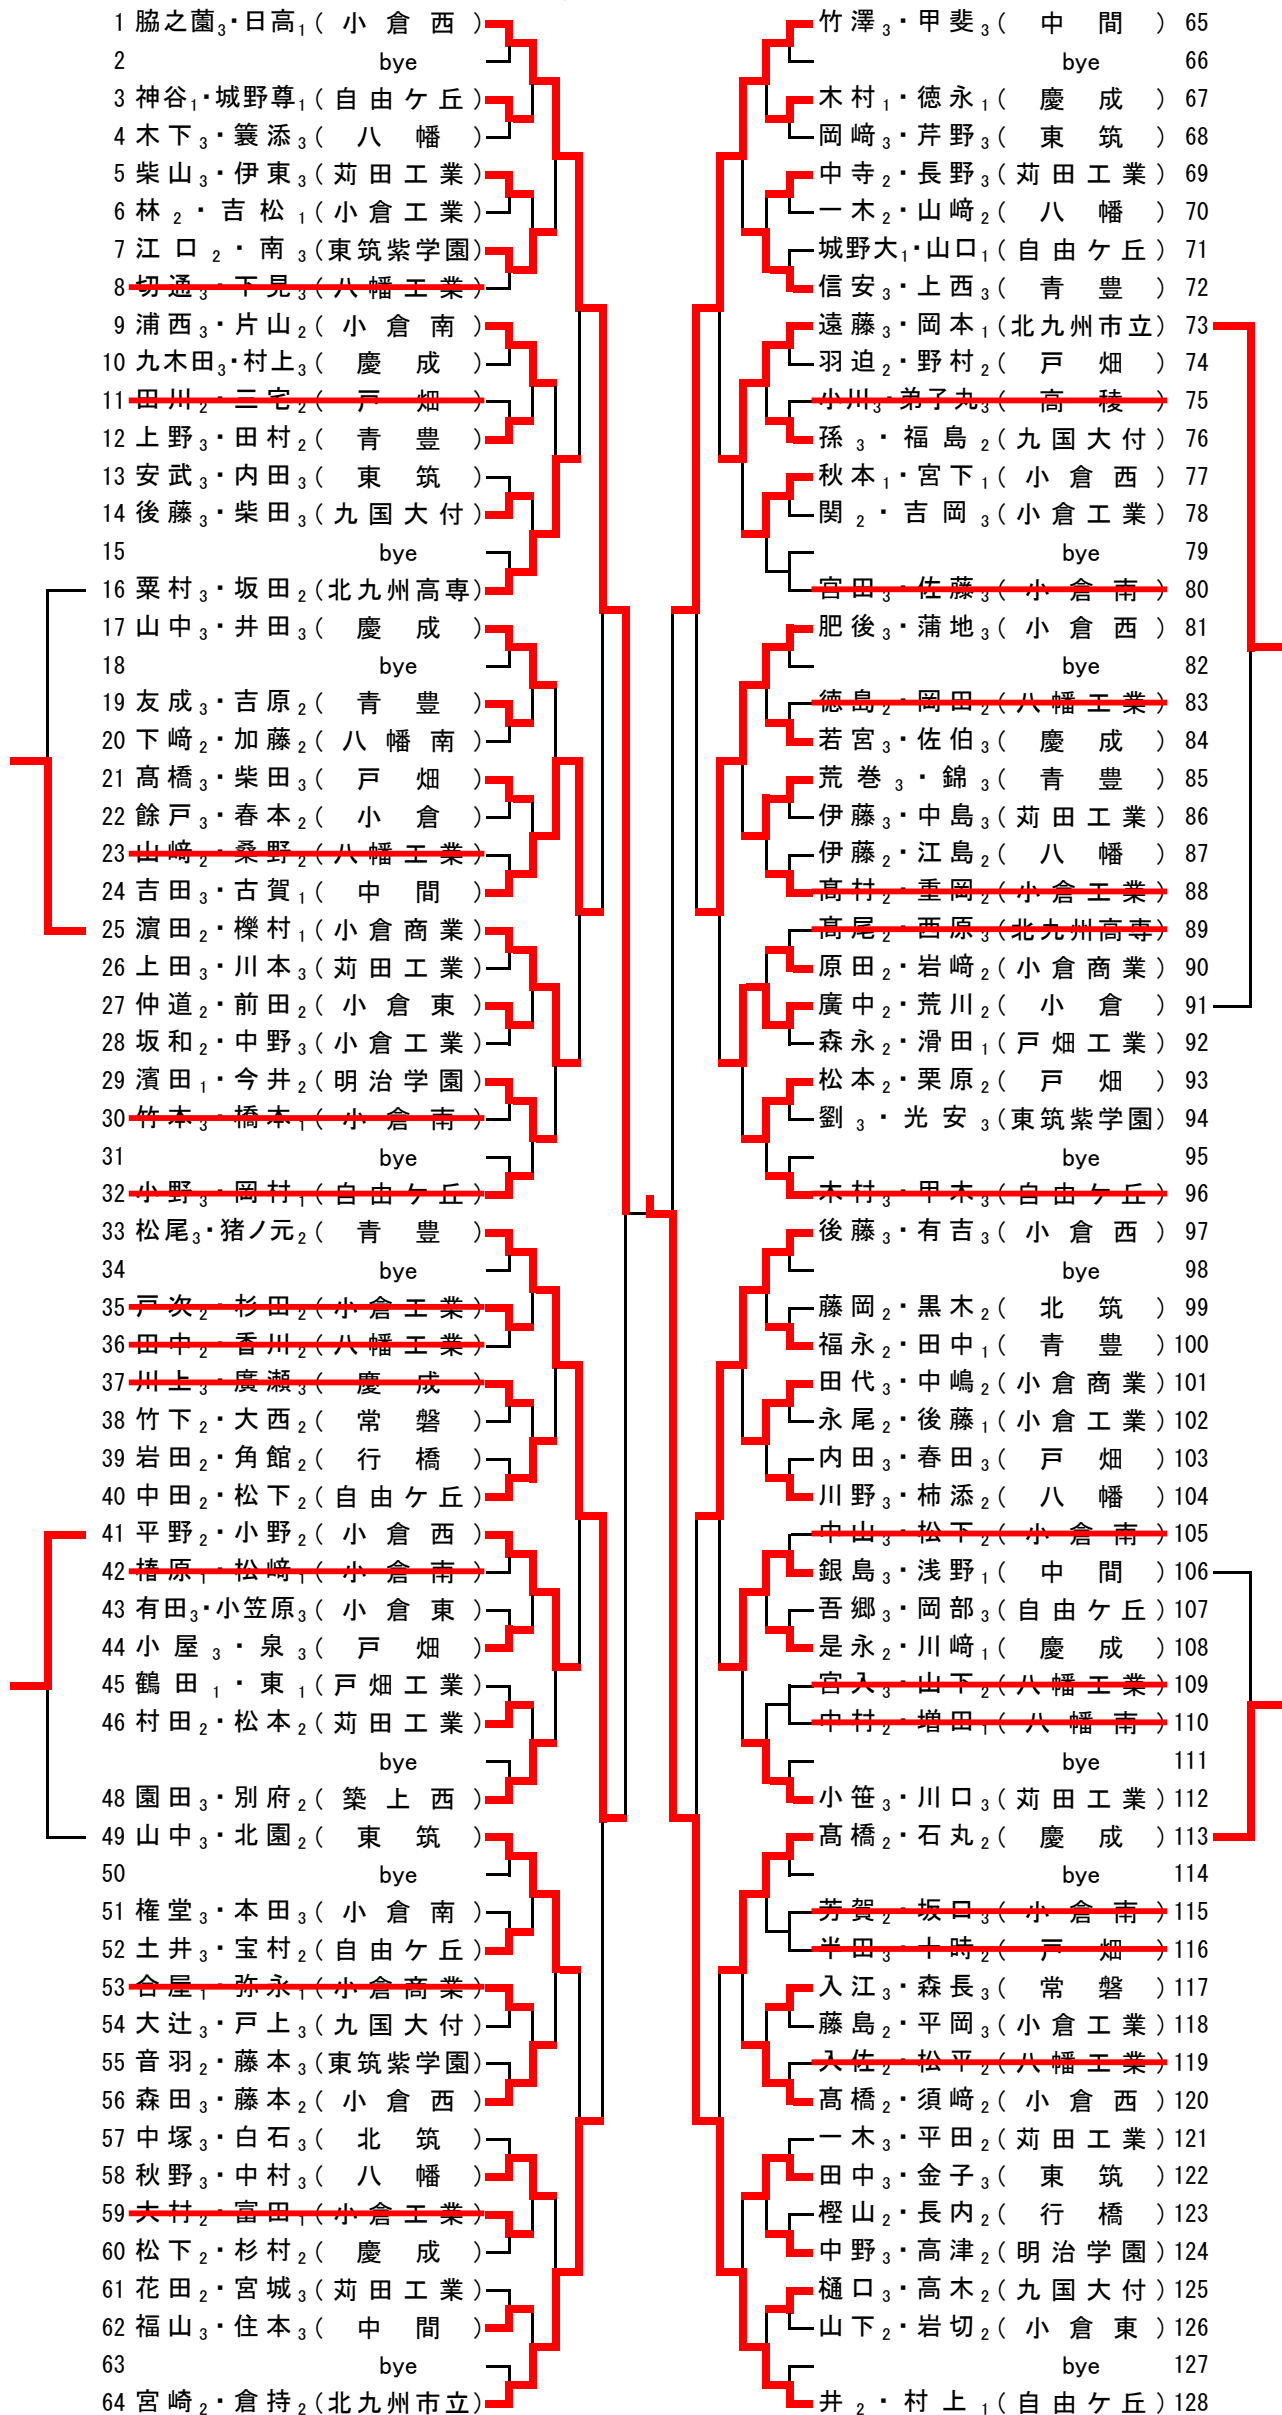 1 脇之薗3・日高1(小倉西)
2 bye
3 神谷1・城野尊1(自由ケ丘)
4 木下3・簑添3(八幡)
5 柴山3・伊東3(苅田工業)
6 林2・吉松1(小倉工業)
7 江口2・南3(東筑紫学園)
8 切通3・下見3(八幡工業)
9 浦西3・片山2(小倉南)
10 九木田3・村上3(慶成)
11 田川2・三宅2(戸畑)
12 上野3・田村2(青豊)
13 安武3・内田3(東筑)
14 後藤3・柴田3(九国大付)
15 bye
16 粟村3・坂田2(北九州高専)
17 山中3・井田3(慶成)
18 bye
19 友成3・吉原2(青豊)
20 下﨑2・加藤2(八幡南)
21 髙橋3・柴田3(戸畑)
22 餘戸3・春本2(小倉)
23 山﨑2・桑野2(八幡工業)
24 吉田3・古賀1(中間)
25 濵田2・檪村1(小倉商業)
26 上田3・川本3(苅田工業)
27 仲道2・前田2(小倉東)
28 坂和2・中野3(小倉工業)
29 濱田1・今井2(明治学園)
30 竹本3・橋本1(小倉南)
31 bye
32 小野3・岡村1(自由ケ丘)
33 松尾3・猪ノ元2(青豊)
34 bye
35 戸次2・杉田2(小倉工業)
36 田中2・香川2(八幡工業)
37 川上3・廣瀬3(慶成)
38 竹下2・大西2(常磐)
39 岩田2・角館2(行橋)
40 中田2・松下2(自由ケ丘)
41 平野2・小野2(小倉西)
42 椿原1・松﨑1(小倉南)
43 有田3・小笠原3(小倉東)
44 小屋3・泉3(戸畑)
45 鶴田1・東1(戸畑工業)
46 村田2・松本2(苅田工業)
bye
48 園田3・別府2(築上西)
49 山中3・北園2(東筑)
50 bye
51 権堂3・本田3(小倉南)
52 土井3・宝村2(自由ケ丘)
53 合屋1・弥永1(小倉商業)
54 大辻3・戸上3(九国大付)
55 音羽2・藤本3(東筑紫学園)
56 森田3・藤本2(小倉西)
57 中塚3・白石3(北筑)
58 秋野3・中村3(八幡)
59 大村2・富田1(小倉工業)
60 松下2・杉村2(慶成)
61 花田2・宮城3(苅田工業)
62 福山3・住本3(中間)
63 bye
64 宮崎2・倉持2(北九州市立)
竹澤3・甲斐3(中間) 65
bye 66
木村1・徳永1(慶成) 67
岡﨑3・芹野3(東筑) 68
中寺2・長野3(苅田工業) 69
一木2・山﨑2(八幡) 70
城野大1・山口1(自由ケ丘) 71
信安3・上西3(青豊) 72
遠藤3・岡本1(北九州市立) 73
羽迫2・野村2(戸畑) 74
小川3・弟子丸3(高稜) 75
孫3・福島2(九国大付) 76
秋本1・宮下1(小倉西) 77
関2・吉岡3(小倉工業) 78
bye 79
宮田3・佐藤3(小倉南) 80
肥後3・蒲地3(小倉西) 81
bye 82
徳島2・岡田2(八幡工業) 83
若宮3・佐伯3(慶成) 84
荒巻3・錦3(青豊) 85
伊藤3・中島3(苅田工業) 86
伊藤2・江島2(八幡) 87
髙村2・重岡2(小倉工業) 88
髙尾2・西原3(北九州高専) 89
原田2・岩﨑2(小倉商業) 90
廣中2・荒川2(小倉) 91
森永2・滑田1(戸畑工業) 92
松本2・栗原2(戸畑) 93
劉3・光安3(東筑紫学園) 94
bye 95
木村3・甲木3(自由ケ丘) 96
後藤3・有吉3(小倉西) 97
bye 98
藤岡2・黒木2(北筑) 99
福永2・田中1(青豊) 100
田代3・中嶋2(小倉商業) 101
永尾2・後藤1(小倉工業) 102
内田3・春田3(戸畑) 103
川野3・柿添2(八幡) 104
中山3・松下2(小倉南) 105
銀島3・浅野1(中間) 106
吾郷3・岡部3(自由ケ丘) 107
是永2・川﨑1(慶成) 108
宮入3・山下2(八幡工業) 109
中村2・増田1(八幡南) 110
bye 111
小笹3・川口3(苅田工業) 112
髙橋2・石丸2(慶成) 113
bye 114
芳賀2・坂口3(小倉南) 115
半田3・十時2(戸畑) 116
入江3・森長3(常磐) 117
藤島2・平岡3(小倉工業) 118
入佐2・松平2(八幡工業) 119
髙橋2・須﨑2(小倉西) 120
一木3・平田2(苅田工業) 121
田中3・金子3(東筑) 122
樫山2・長内2(行橋) 123
中野3・高津2(明治学園) 124
樋口3・高木2(九国大付) 125
山下2・岩切2(小倉東) 126
bye 127
井2・村上1(自由ケ丘) 128